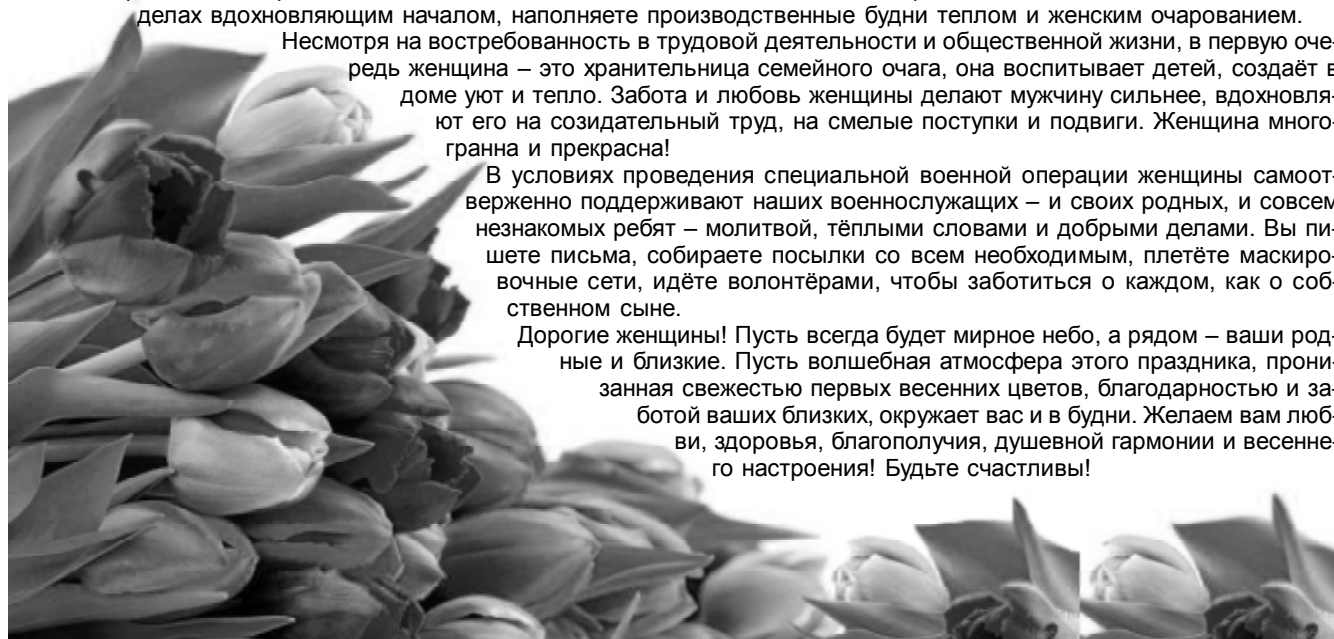 делах вдохновляющим началом, наполняете производственные будни теплом и женским очарованием.
Несмотря на востребованность в трудовой деятельности и общественной жизни, в первую оче-
редь женщина – это хранительница семейного очага, она воспитывает детей, создаёт в
доме уют и тепло. Забота и любовь женщины делают мужчину сильнее, вдохновля-
ют его на созидательный труд, на смелые поступки и подвиги. Женщина много-
гранна и прекрасна!
В условиях проведения специальной военной операции женщины самоот-
верженно поддерживают наших военнослужащих – и своих родных, и совсем
незнакомых ребят – молитвой, тёплыми словами и добрыми делами. Вы пи-
шете письма, собираете посылки со всем необходимым, плетёте маскиро-
вочные сети, идёте волонтёрами, чтобы заботиться о каждом, как о соб-
ственном сыне.
Дорогие женщины! Пусть всегда будет мирное небо, а рядом – ваши род-
ные и близкие. Пусть волшебная атмосфера этого праздника, прони-
занная свежестью первых весенних цветов, благодарностью и за-
ботой ваших близких, окружает вас и в будни. Желаем вам люб-
ви, здоровья, благополучия, душевной гармонии и весенне-
го настроения! Будьте счастливы!